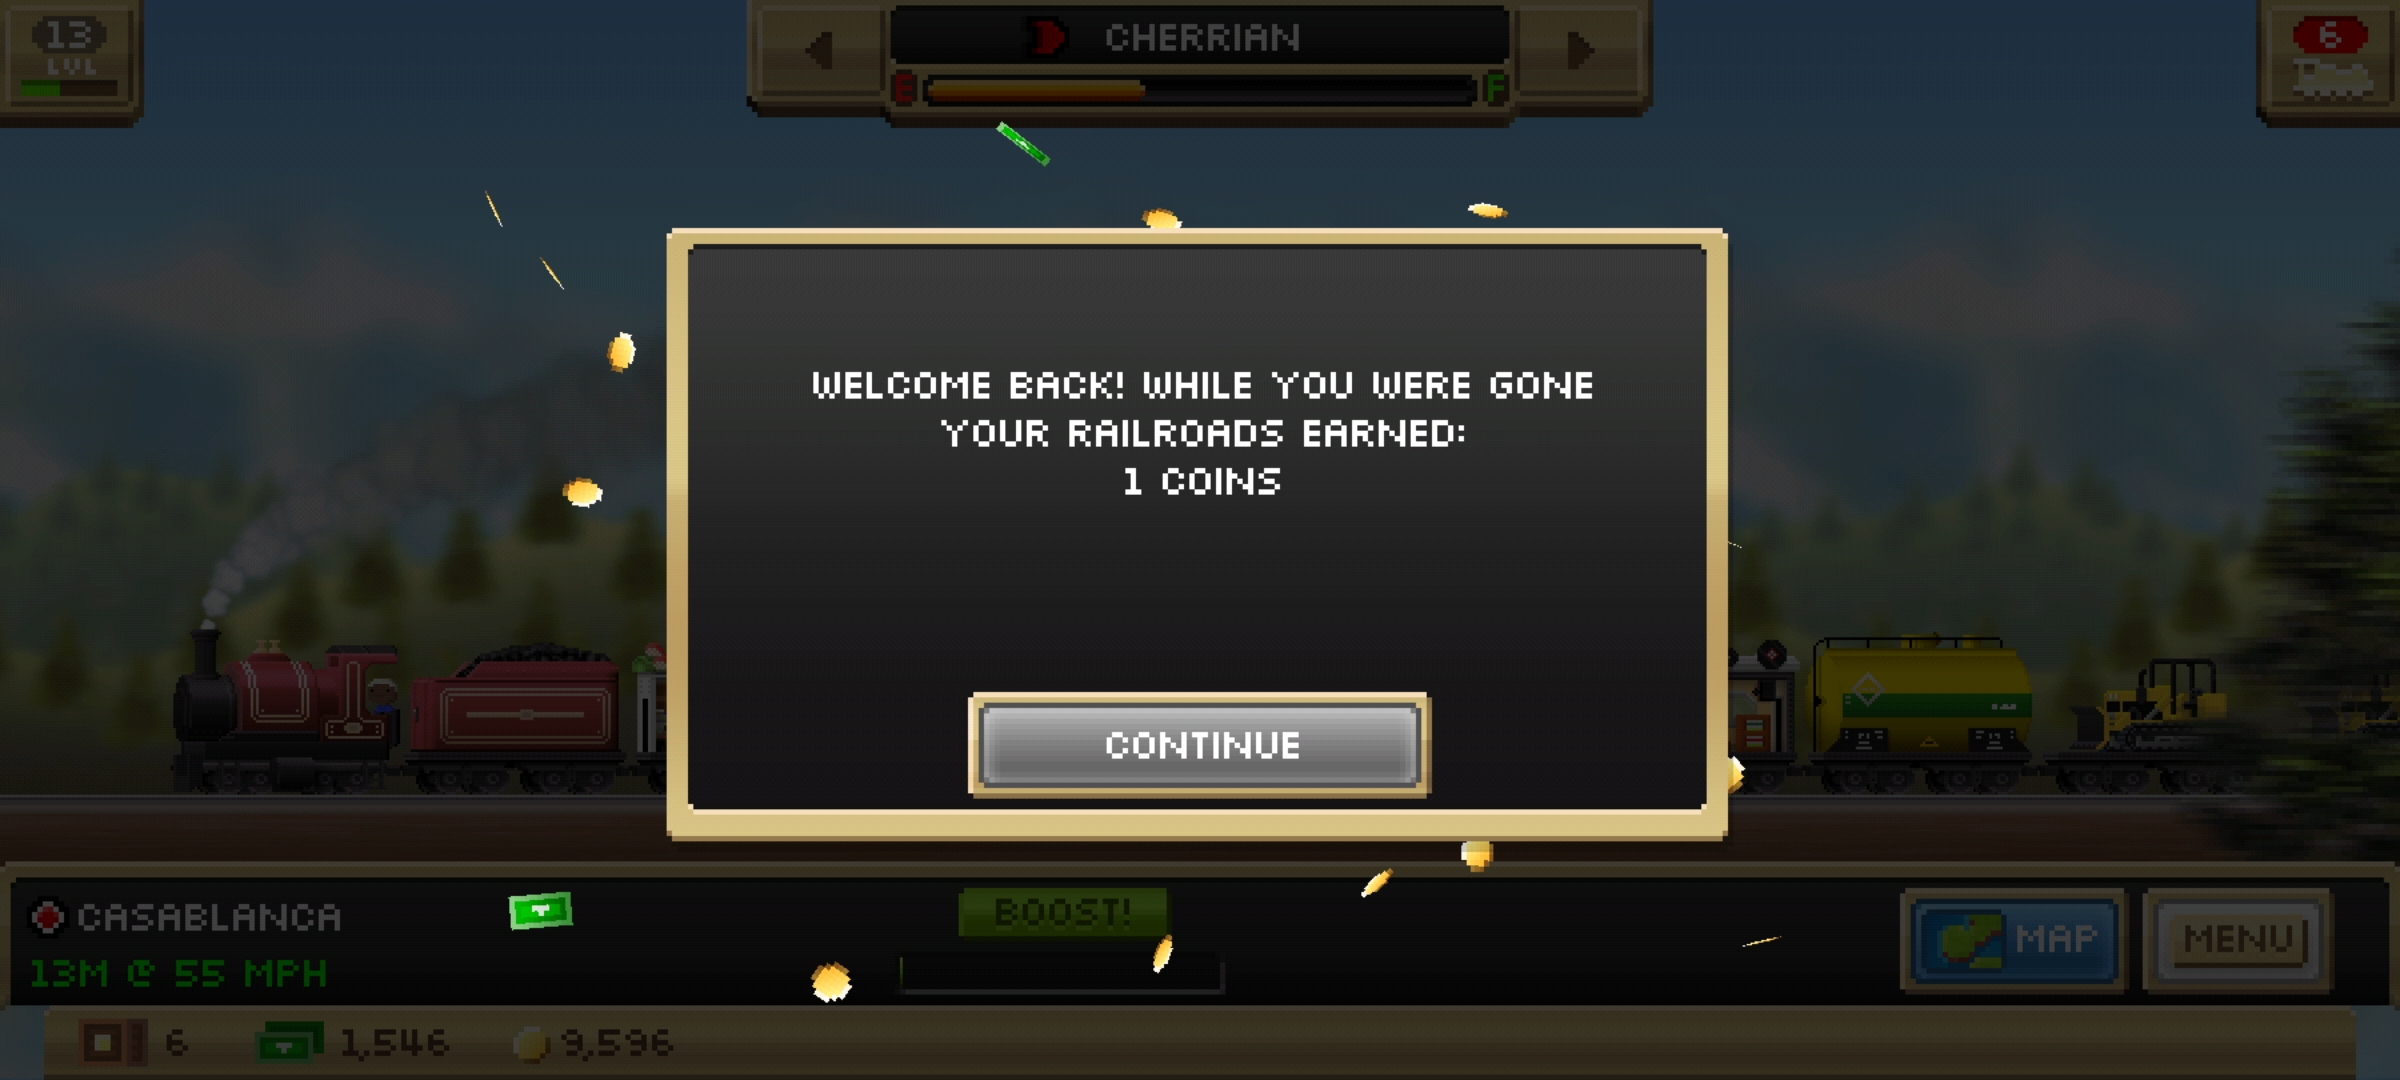 13
LVL
CHERRIAN
E
F
6
WELCOME BACK! WHILE YOU WERE GONE
YOUR RAILROADS EARNED:
1 COINS
CONTINUE
CASABLANCA
13M @ 55 MPH
BOOST!
MAP
MENU
6
1,546
9,596